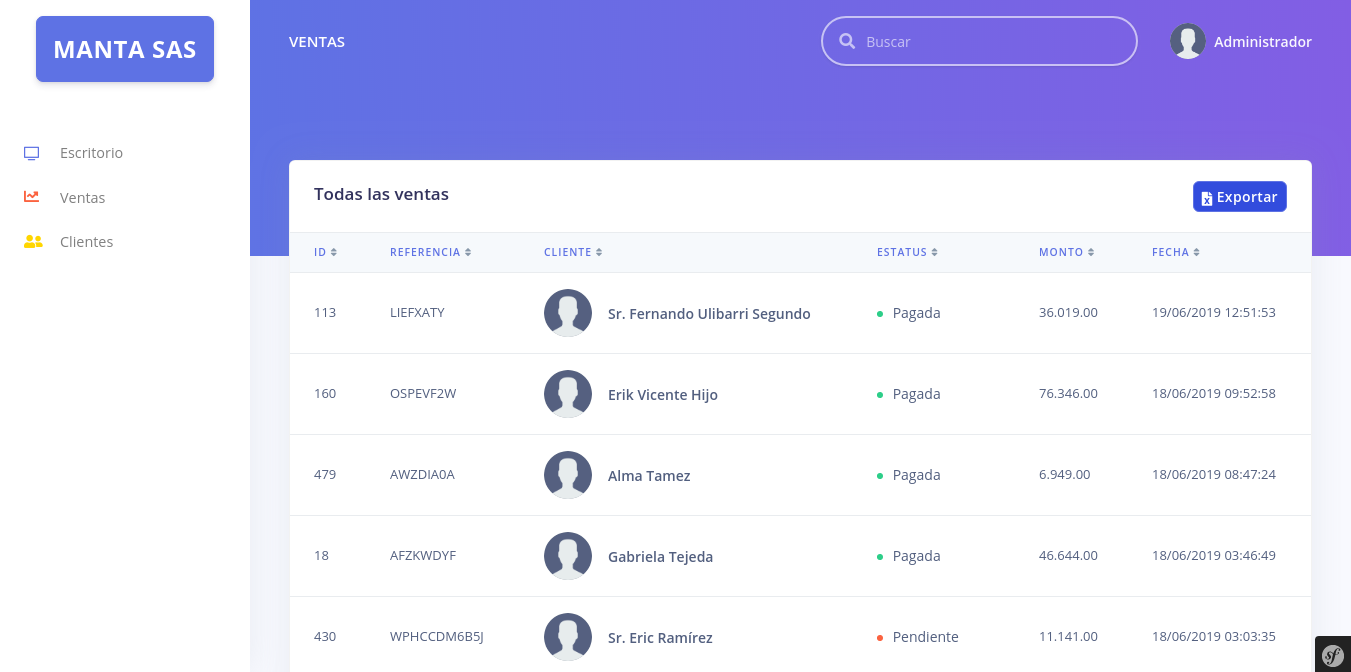 MANTA SAS
VENTAS
Buscar
Administrador
Escritorio
Ventas
Clientes
Todas las ventas
Exportar
ID REFERENCIA CLIENTE ESTATUS MONTO FECHA
113 LIEFXATY Sr. Fernando Ulibarri Segundo Pagada 36.019.00 19/06/2019 12:51:53
160 OSPEVF2W Erik Vicente Hijo Pagada 76.346.00 18/06/2019 09:52:58
479 AWZDIA0A Alma Tamez Pagada 6.949.00 18/06/2019 08:47:24
18 AFZKWDYF Gabriela Tejeda Pagada 46.644.00 18/06/2019 03:46:49
430 WPHCCDM6B5J Sr. Eric Ramírez Pendiente 11.141.00 18/06/2019 03:03:35
sf